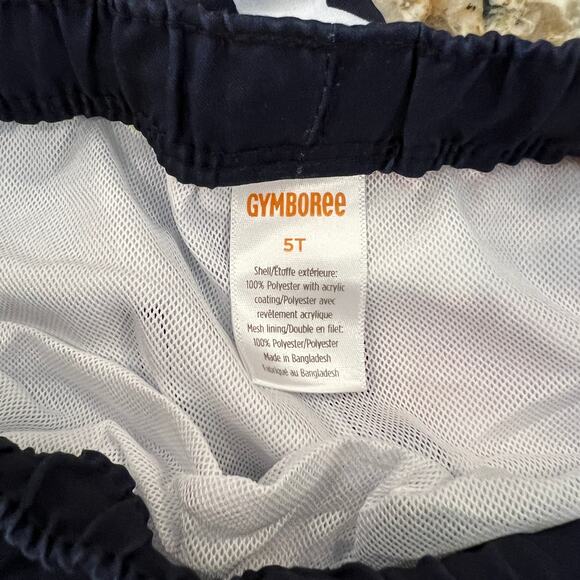 GYMBORee
5T
Shell/Étoffe extérieure:
100% Polyester with acrylic
coating/Polyester avec
revêtement acrylique
Mesh lining/Double en filet:
100% Polyester/Polyester
Made in Bangladesh
Fabriqué au Bangladesh